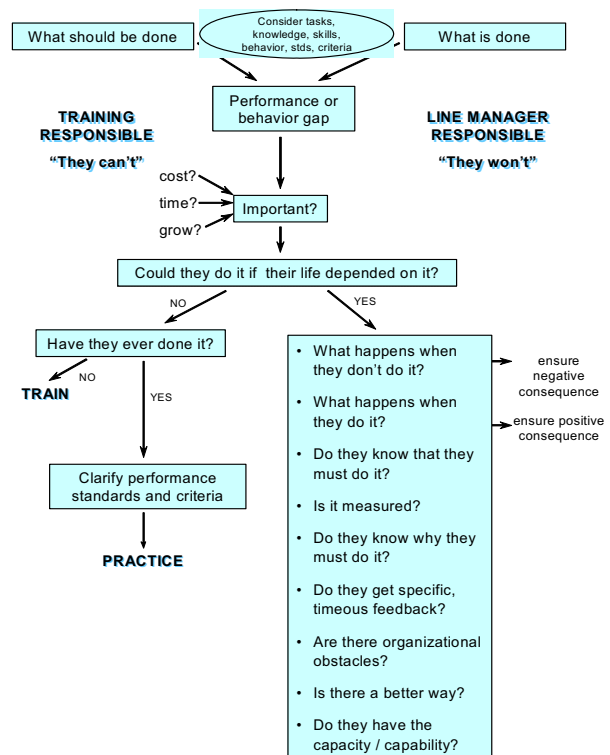 Consider tasks,
knowledge, skills,
behavior, stds, criteria
What should be done
What is done
Performance or
behavior gap
TRAINING
RESPONSIBLE
“They can’t”
LINE MANAGER
RESPONSIBLE
“They won’t”
cost?
time?
grow?
Important?
Could they do it if their life depended on it?
NO
YES
Have they ever done it?
NO
TRAIN
YES
Clarify performance
standards and criteria
PRACTICE
• What happens when
they don’t do it?
ensure
negative
consequence
• What happens when
they do it?
ensure positive
consequence
• Do they know that they
must do it?
• Is it measured?
• Do they know why they
must do it?
• Do they get specific,
timeous feedback?
• Are there organizational
obstacles?
• Is there a better way?
• Do they have the
capacity / capability?